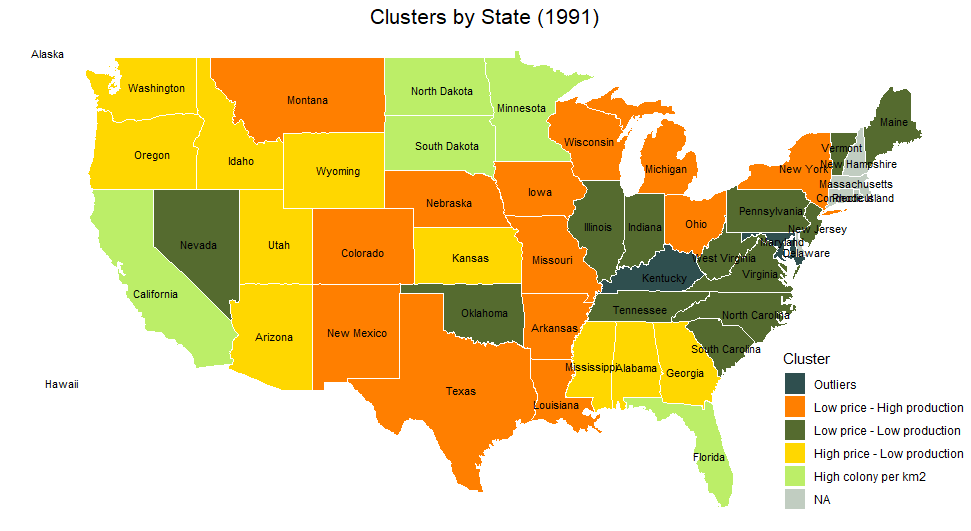 Clusters by State (1991)
Alaska
Washington
Montana
North Dakota
Minnesota
Maine
Oregon
Idaho
Wyoming
South Dakota
Wisconsin
Michigan
Vermont
New Hampshire
New York
Massachusetts
Connecticut
Rhode Island
Nebraska
Iowa
Pennsylvania
New Jersey
Nevada
Utah
Colorado
Kansas
Missouri
Illinois
Indiana
Ohio
Maryland
Delaware
West Virginia
Virginia
Kentucky
California
Arizona
New Mexico
Oklahoma
Arkansas
Tennessee
North Carolina
South Carolina
Mississippi
Alabama
Georgia
Hawaii
Texas
Louisiana
Florida
Cluster
Outliers
Low price - High production
Low price - Low production
High price - Low production
High colony per km2
NA